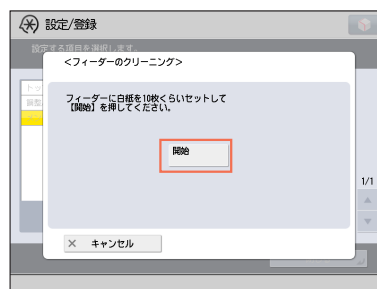 設定/登録
設定する項目を選択します。
<フィーダーのクリーニング>
フィーダーに白紙を10枚くらいセットして
【開始】を押してください。
開始
1/1
× キャンセル